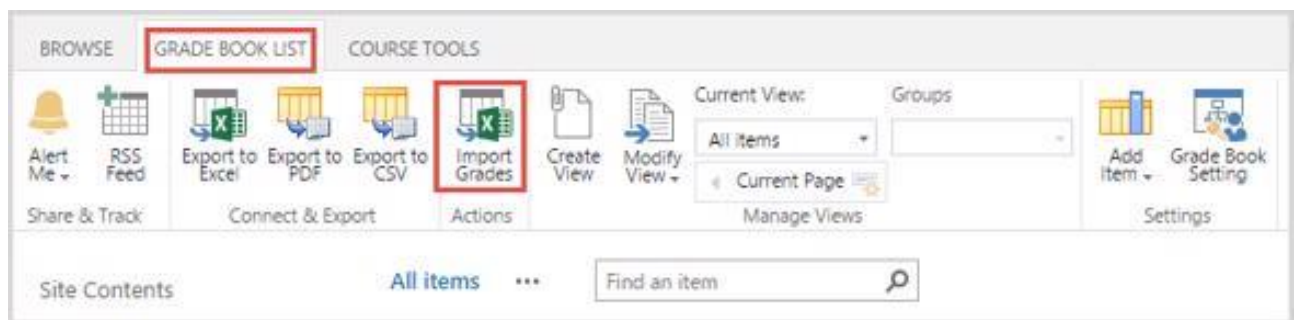 BROWSE GRADE BOOK LIST COURSE TOOLS
Current View: Groups
All Items
Alert Me RSS Feed Export to Excel Export to PDF Export to CSV Import Grades Create View Modify View Current Page Add Item Grade Book Setting
Share & Track Connect & Export Actions Manage Views Settings
Site Contents All items ... Find an item